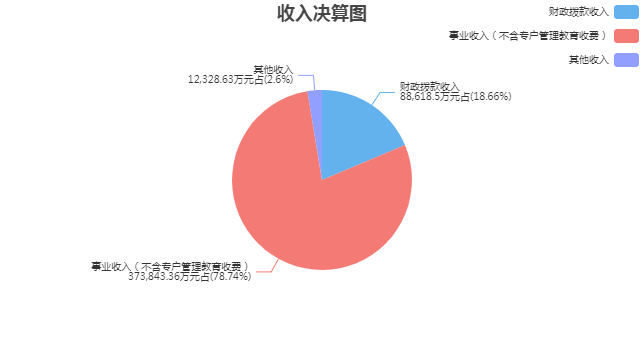 收入决算图
财政拨款收入
事业收入（不含专户管理教育收费）
其他收入
其他收入
12,328.63万元占(2.6%)
财政拨款收入
88,618.5万元占(18.66%)
事业收入（不含专户管理教育收费）
373,843.36万元占(78.74%)